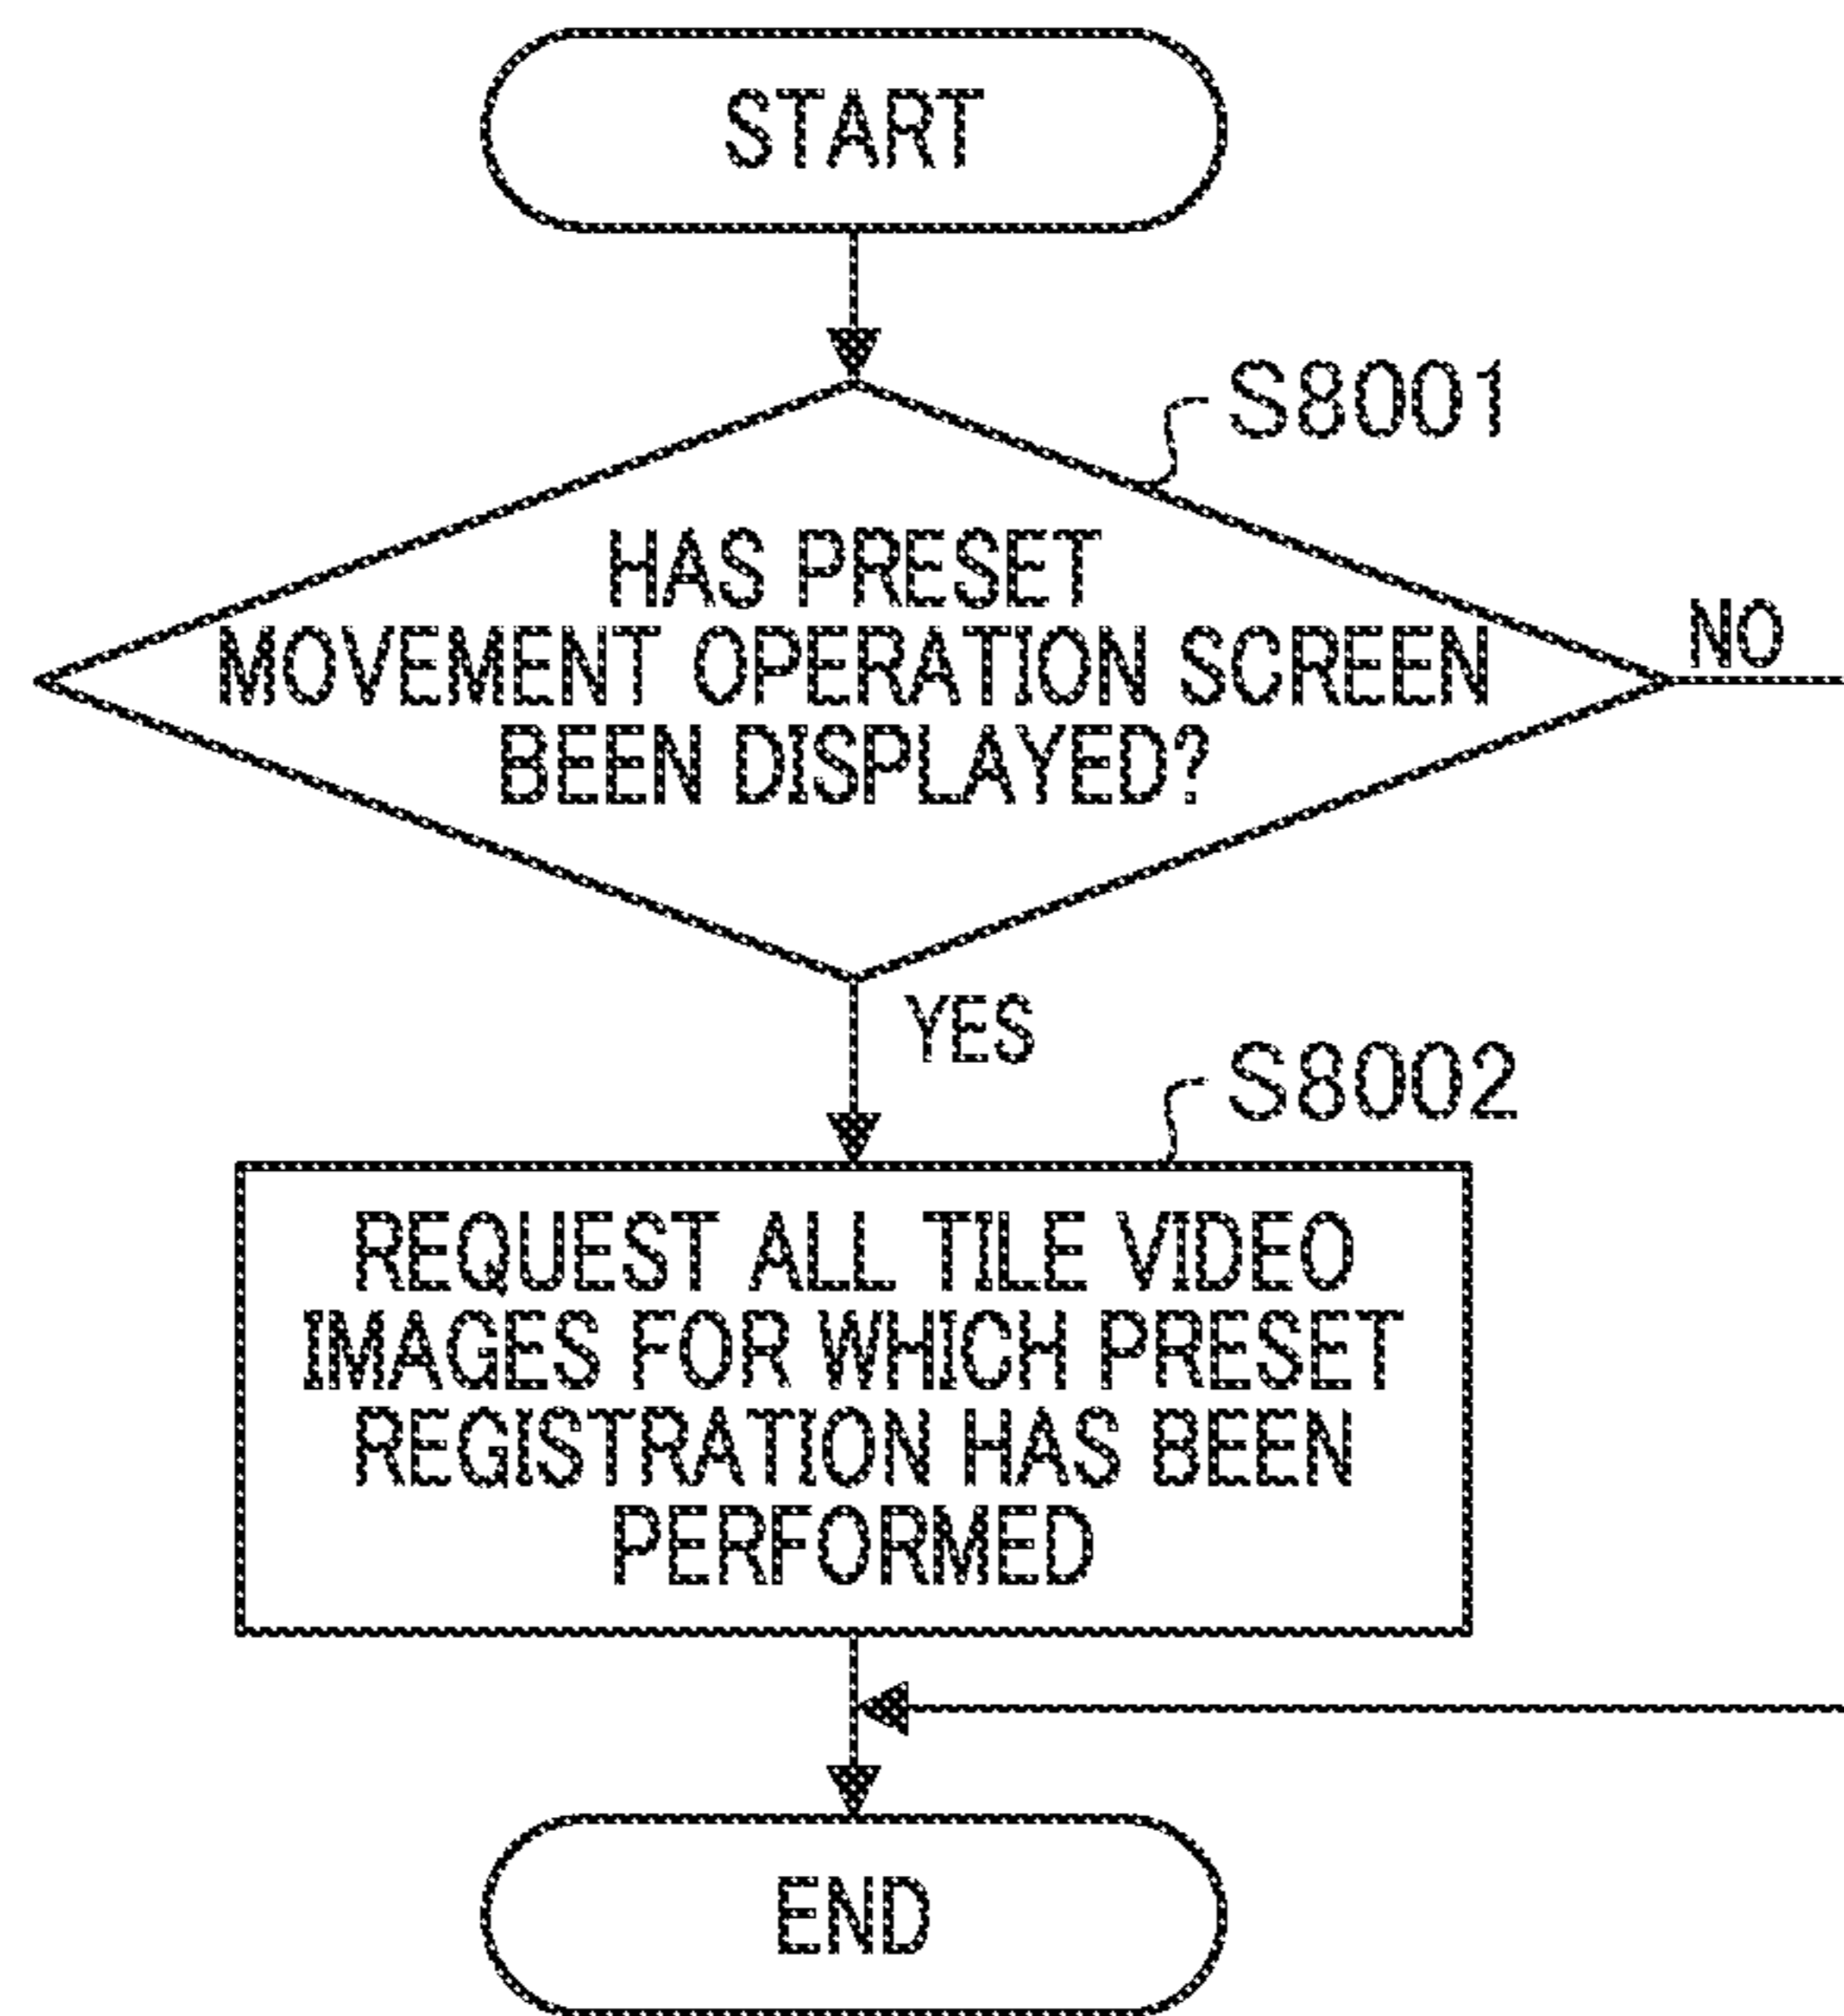 START
S8001
HAS PRESET
MOVEMENT OPERATION SCREEN
BEEN DISPLAYED?
NO
YES
S8002
REQUEST ALL TILE VIDEO
IMAGES FOR WHICH PRESET
REGISTRATION HAS BEEN
PERFORMED
END